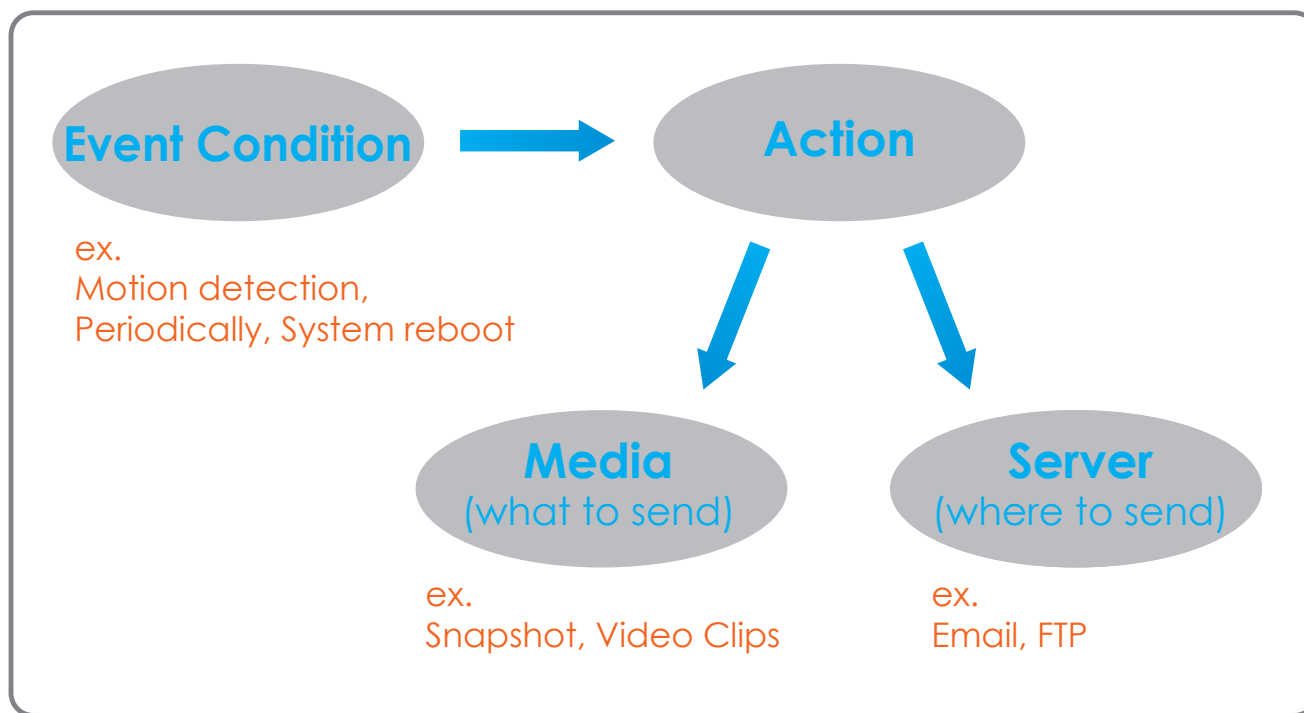 Event Condition
ex.
Motion detection,
Periodically, System reboot
Action
Media
(what to send)
ex.
Snapshot, Video Clips
Server
(where to send)
ex.
Email, FTP